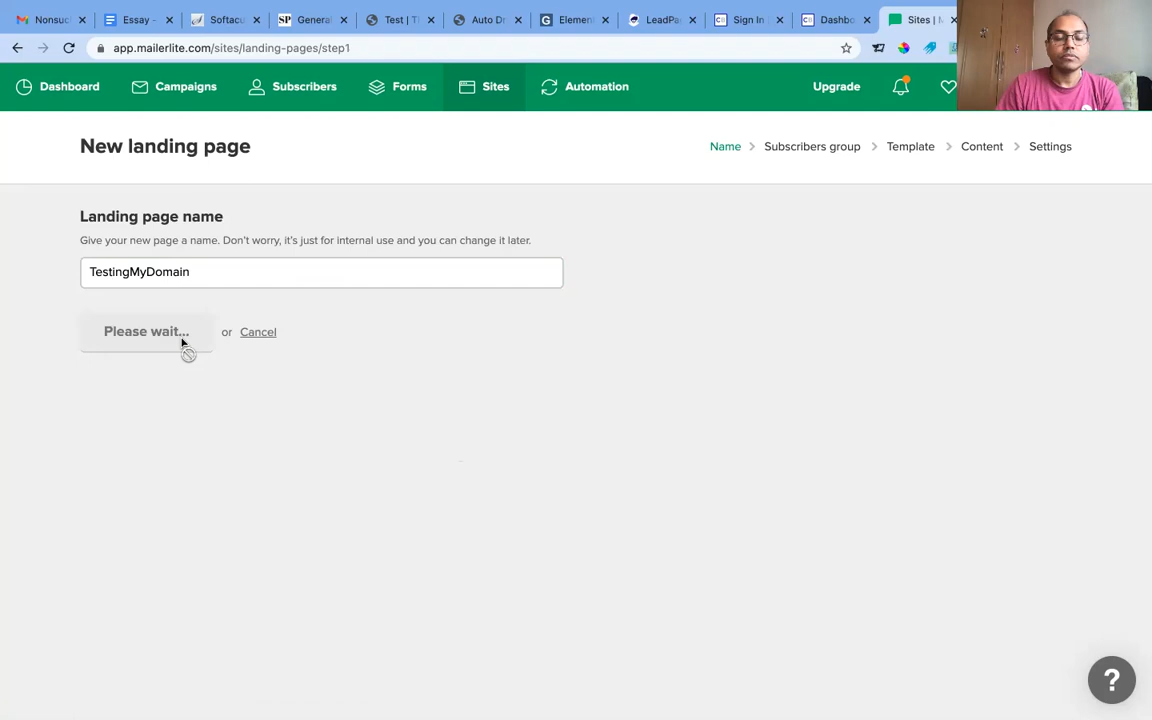 Nonsuc
Essay –
Softacu
SP General
Test | T
Auto Dr
Elemen
LeadPa
Sign In
Dashbo
Sites | M
app.mailerlite.com/sites/landing-pages/step1
Dashboard Campaigns Subscribers Forms Sites Automation Upgrade
New landing page
Name > Subscribers group > Template > Content > Settings
Landing page name
Give your new page a name. Don't worry, it's just for internal use and you can change it later.
TestingMyDomain
Please wait... or Cancel
?